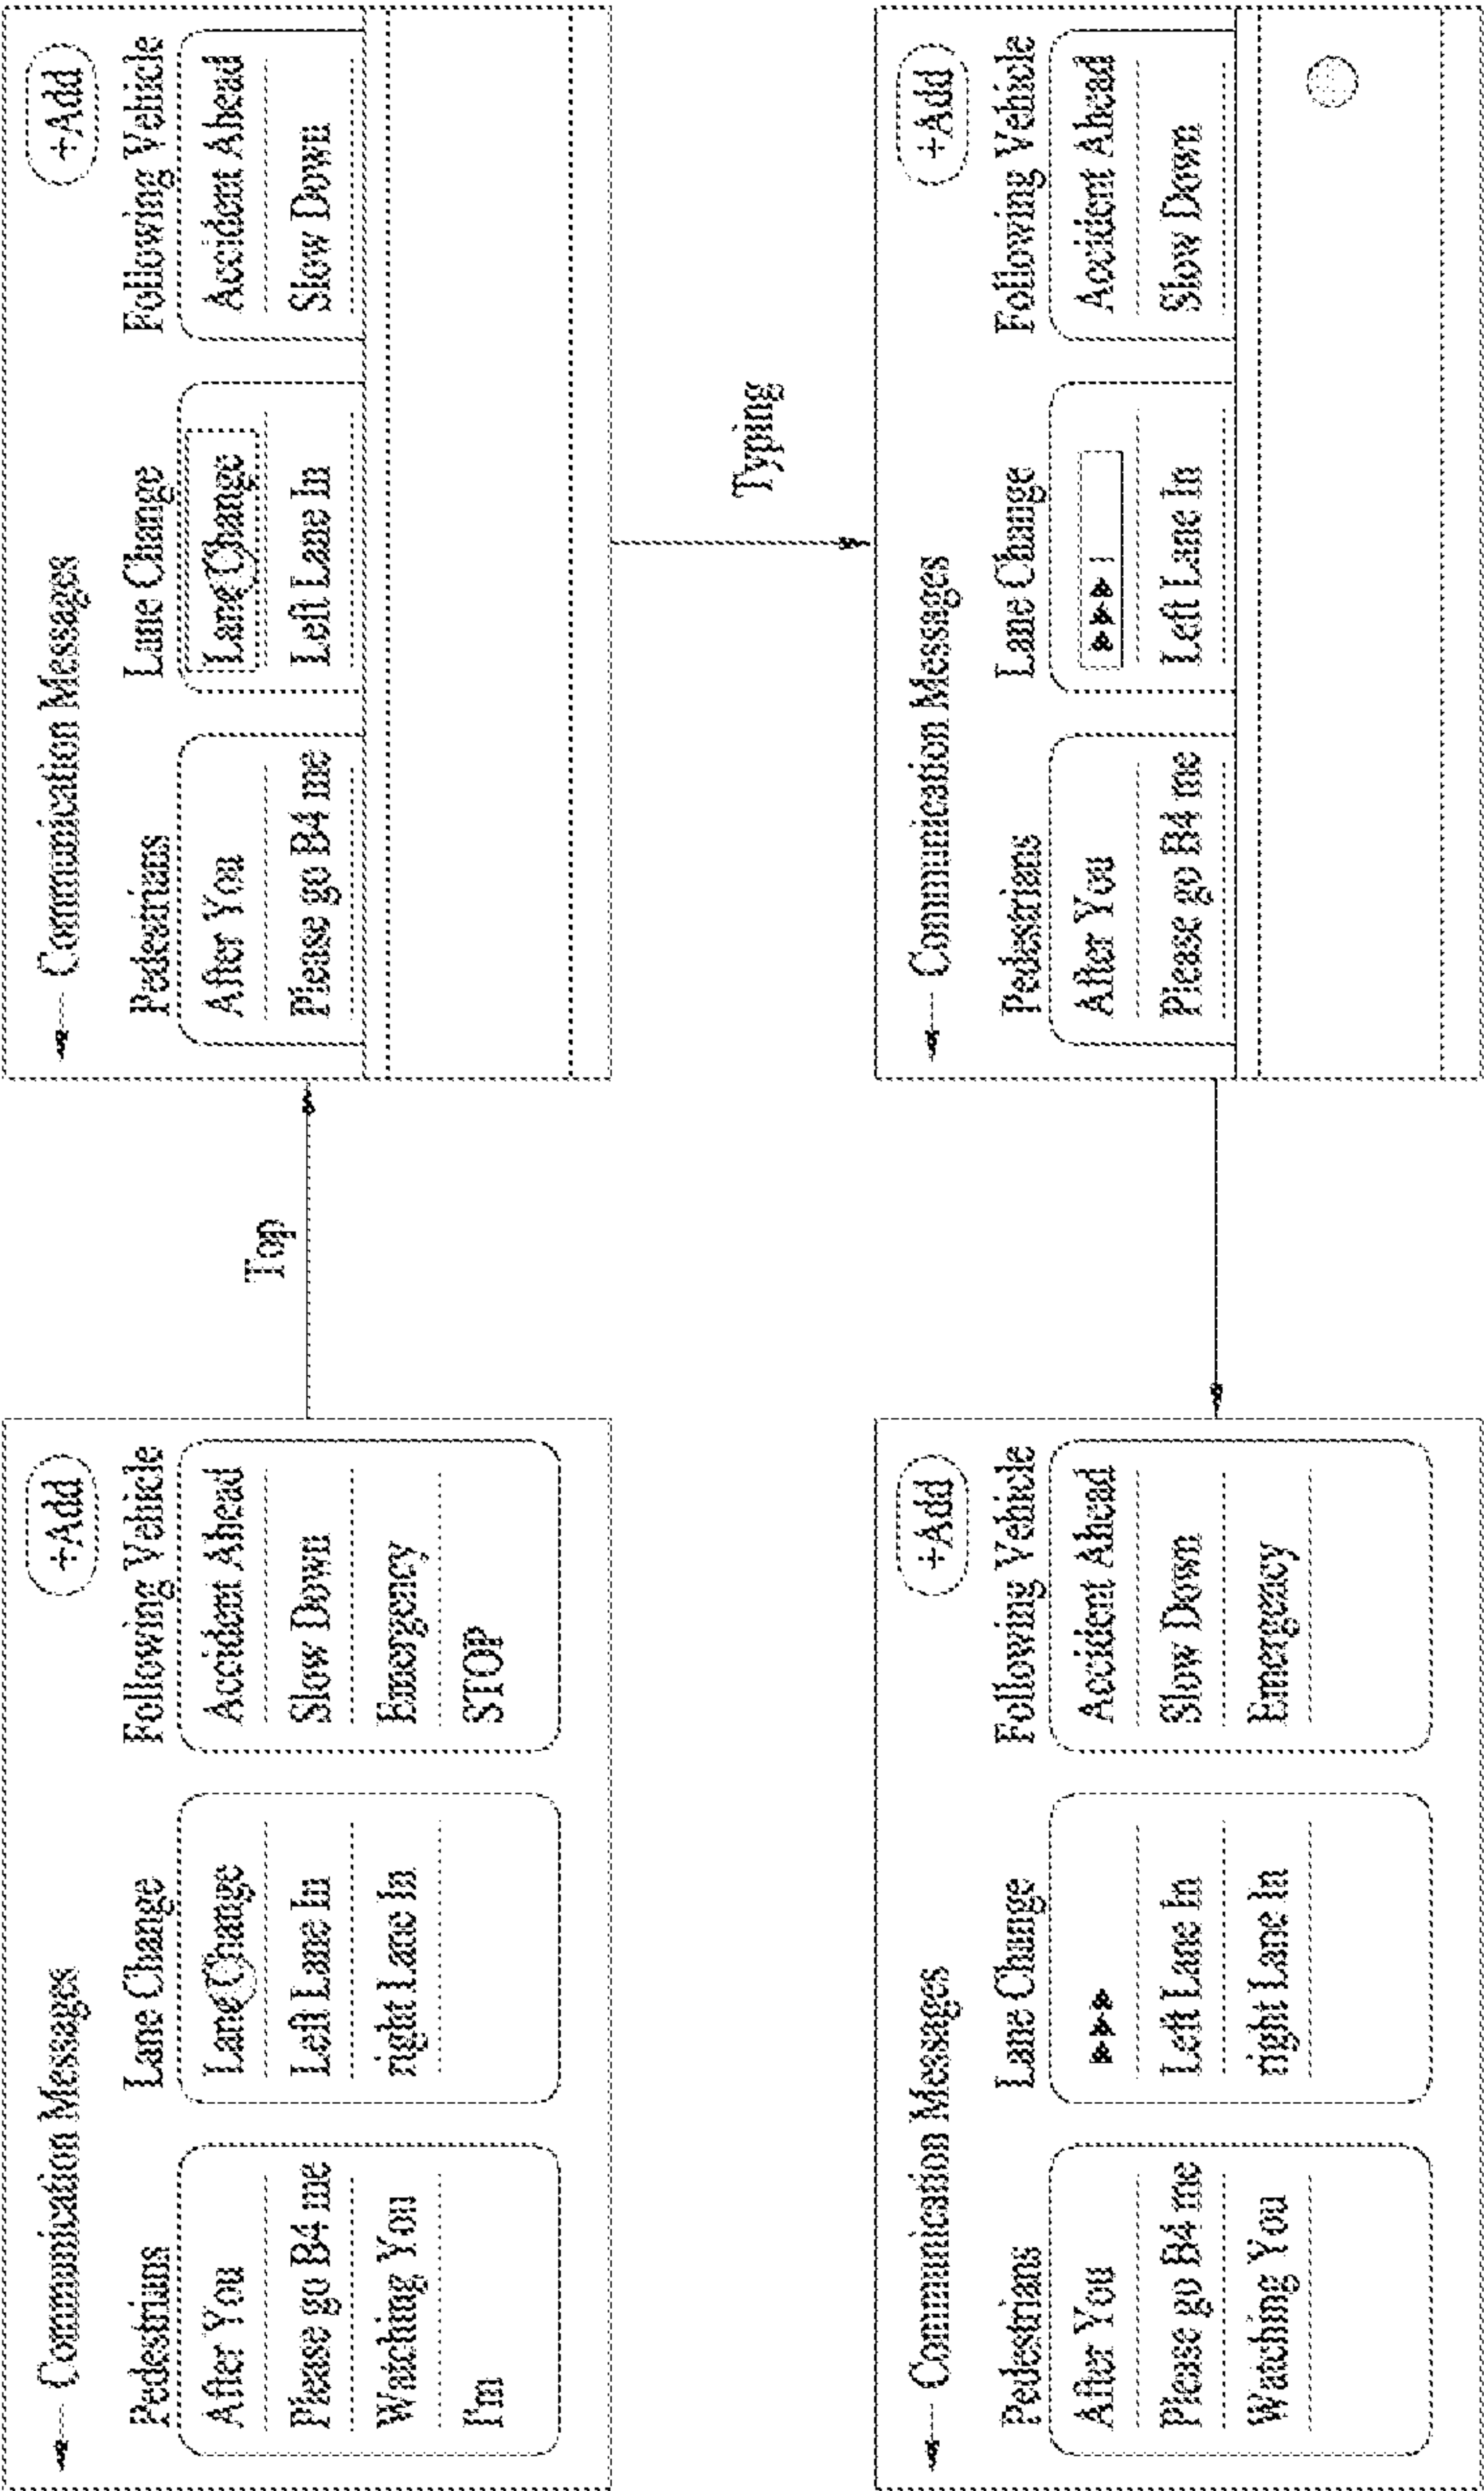 Communication Messages
+Add
Pedestrians
Lane Change
Following Vehicle
After You
Lane Change
Accident Ahead
Please go B4 me
Left Lane In
Slow Down
Watching You
right Lane In
Emergency
I'm
STOP
Top
Communication Messages
+Add
Pedestrians
Lane Change
Following Vehicle
After You
Lane Change
Accident Ahead
Please go B4 me
Left Lane In
Slow Down
Typing
Communication Messages
+Add
Pedestrians
Lane Change
Following Vehicle
After You
Accident Ahead
Please go B4 me
Left Lane In
Slow Down
Communication Messages
+Add
Pedestrians
Lane Change
Following Vehicle
After You
Accident Ahead
Please go B4 me
Left Lane In
Slow Down
Watching You
right Lane In
Emergency